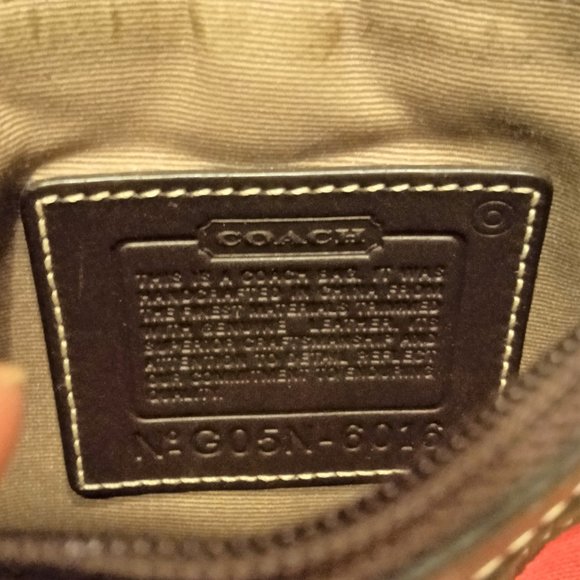 COACH
THIS IS A COACH BAG. IT WAS
HANDCRAFTED IN CHINA FROM
THE FINEST MATERIALS TRIMMED
WITH GENUINE LEATHER. ITS
SUPERIOR CRAFTSMANSHIP AND
ATTENTION TO DETAIL REFLECT
OUR COMMITMENT TO ENDURING
QUALITY.
Nº G05N-6016